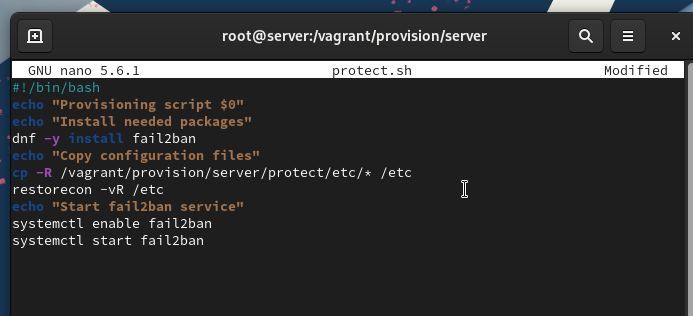 root@server:/vagrant/provision/server
GNU nano 5.6.1 protect.sh Modified
#!/bin/bash
echo "Provisioning script $0"
echo "Install needed packages"
dnf -y install fail2ban
echo "Copy configuration files"
cp -R /vagrant/provision/server/protect/etc/* /etc
restorecon -vR /etc
echo "Start fail2ban service"
systemctl enable fail2ban
systemctl start fail2ban